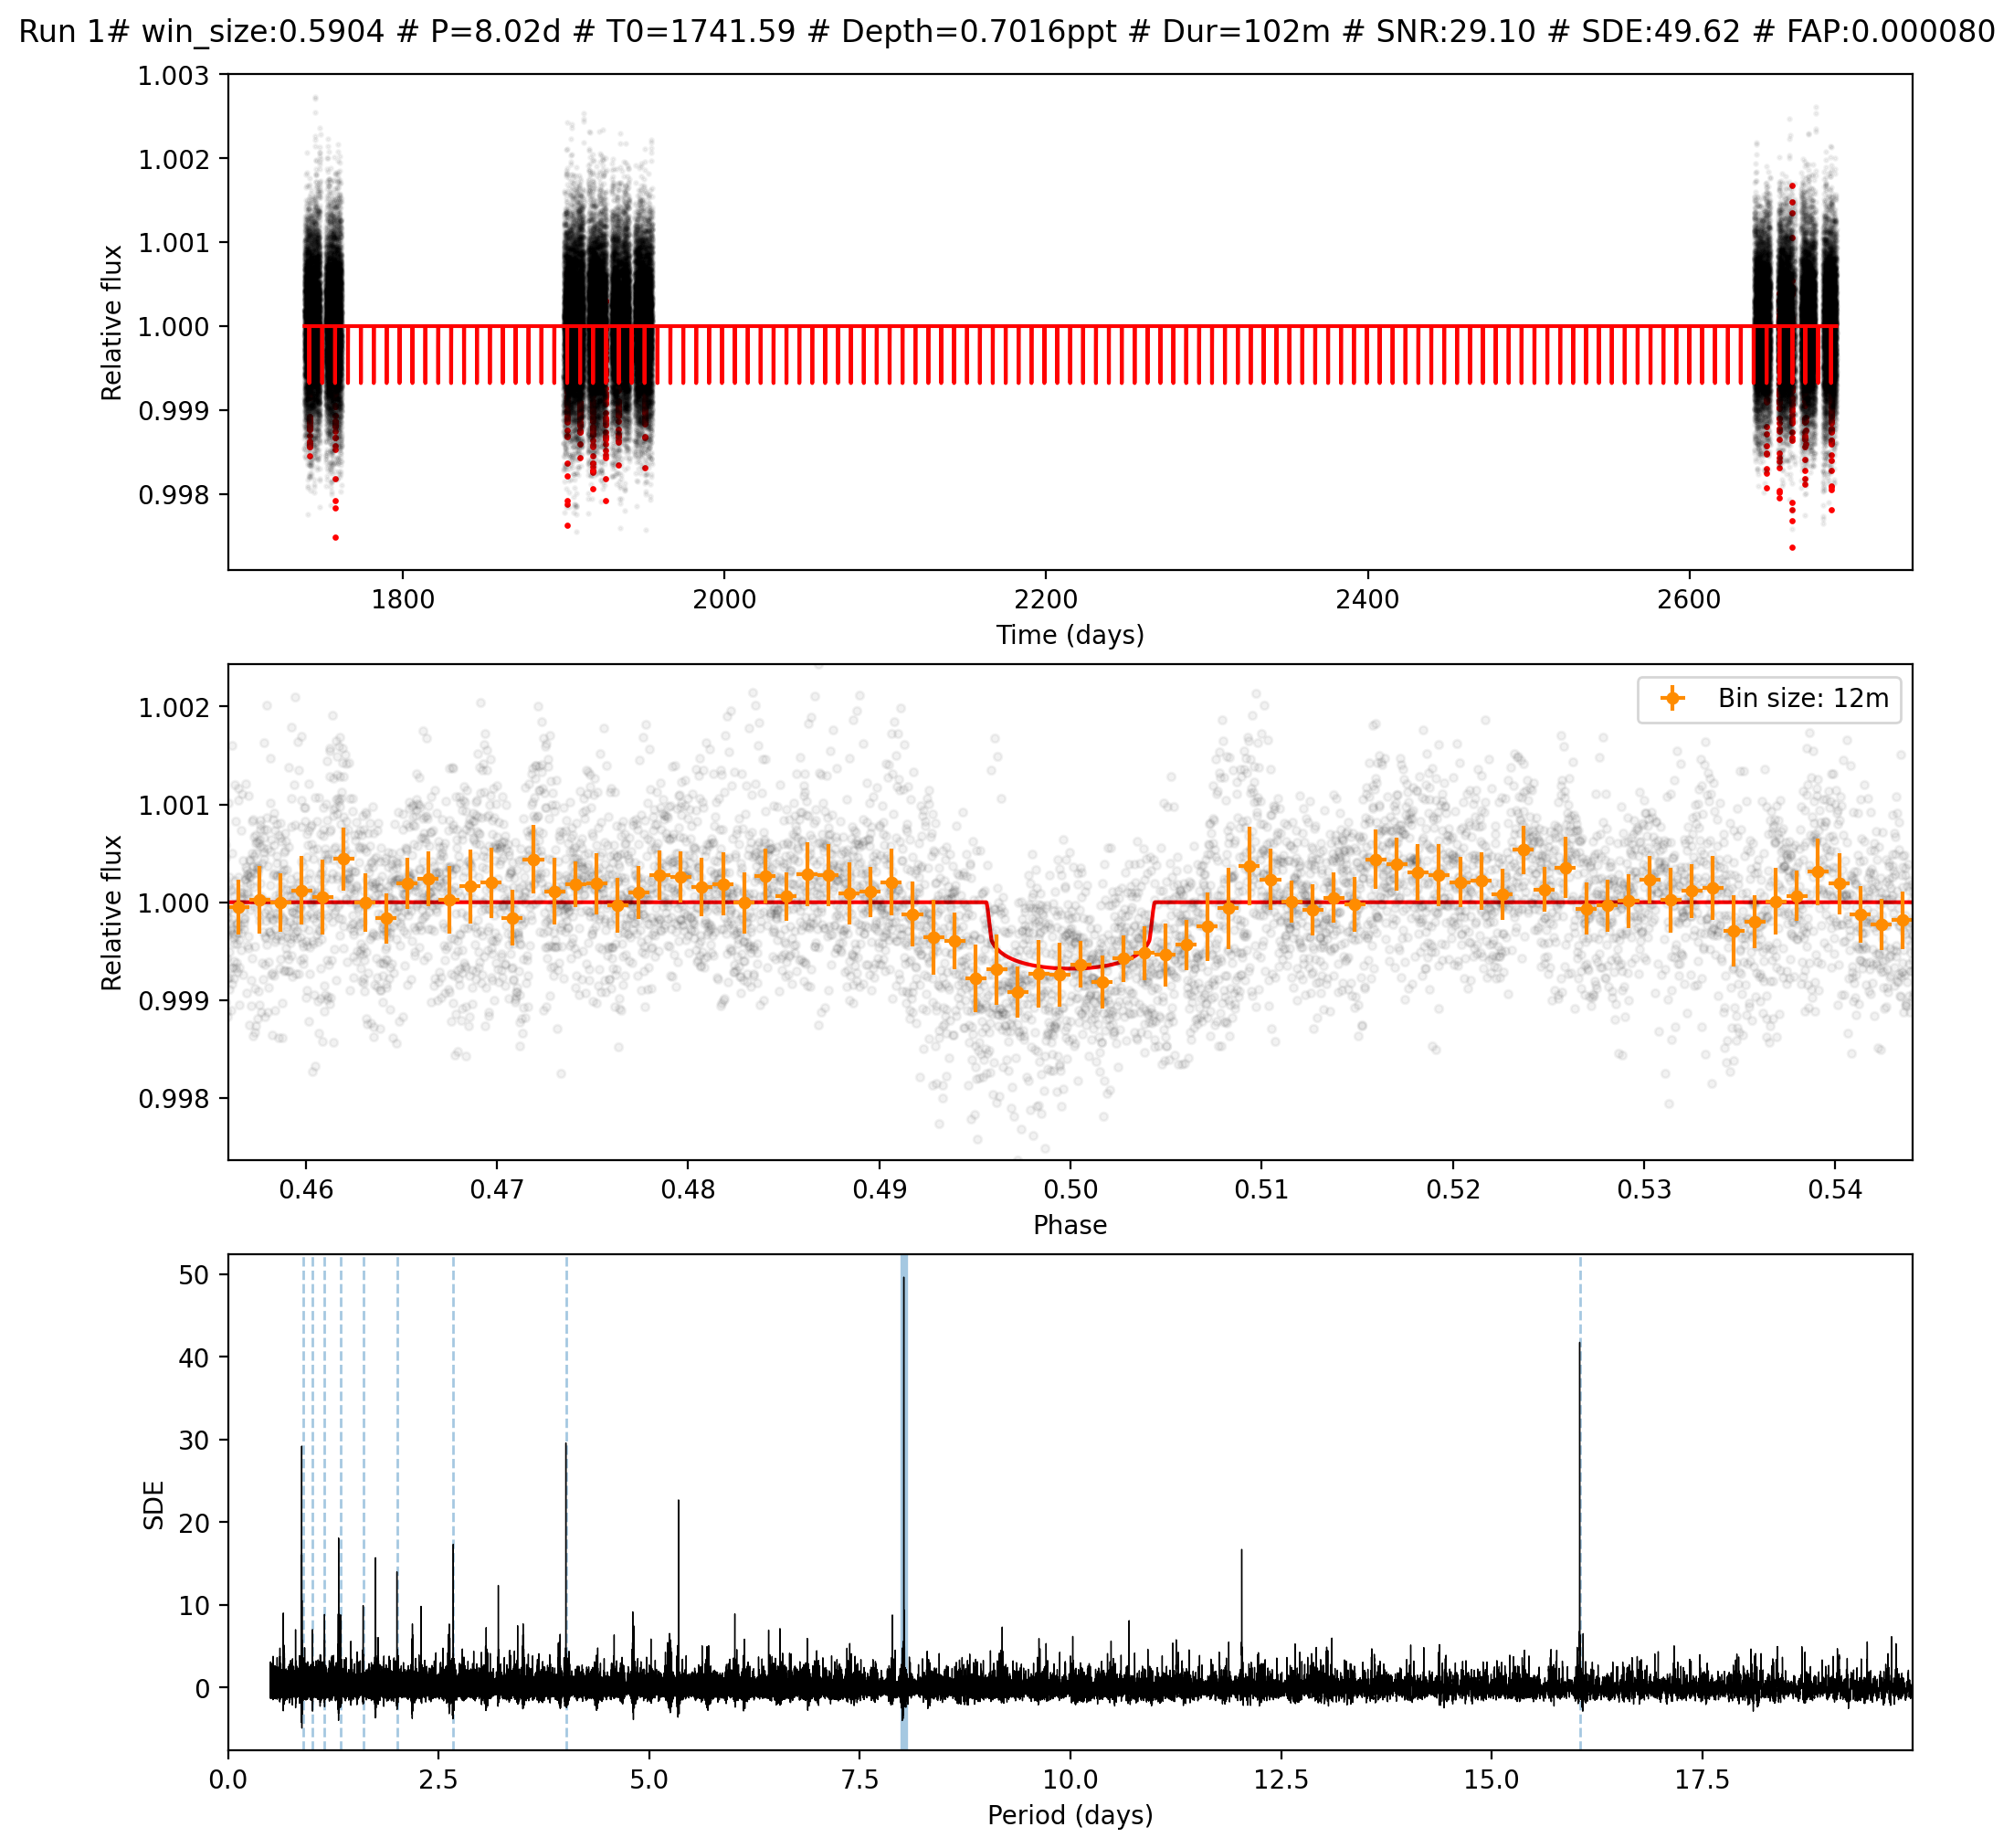 Run 1# win_size:0.5904 # P=8.02d # T0=1741.59 # Depth=0.7016ppt # Dur=102m # SNR:29.10 # SDE:49.62 # FAP:0.000080
1.003
1.002
1.001
1.000
0.999
0.998
Relative flux
1800 2000 2200 2400 2600
Time (days)
Bin size: 12m
1.002
1.001
1.000
0.999
0.998
Relative flux
0.46 0.47 0.48 0.49 0.50 0.51 0.52 0.53 0.54
Phase
50
40
30
20
10
0
SDE
0.0 2.5 5.0 7.5 10.0 12.5 15.0 17.5
Period (days)